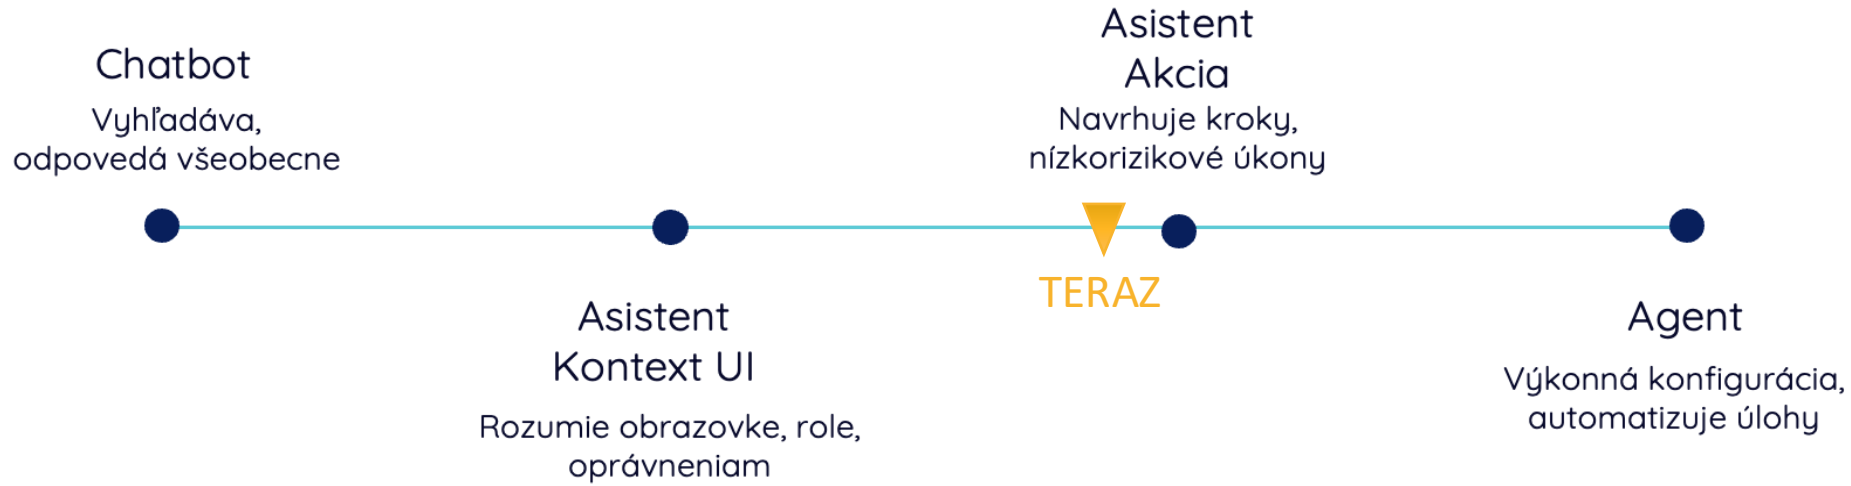 Chatbot
Vyhľadáva,
odpovedá všeobecne
Asistent
Kontext UI
Rozumie obrazovke, role,
oprávneniam
Asistent
Akcia
Navrhuje kroky,
nízkorizikové úkony
TERAZ
Agent
Výkonná konfigurácia,
automatizuje úlohy